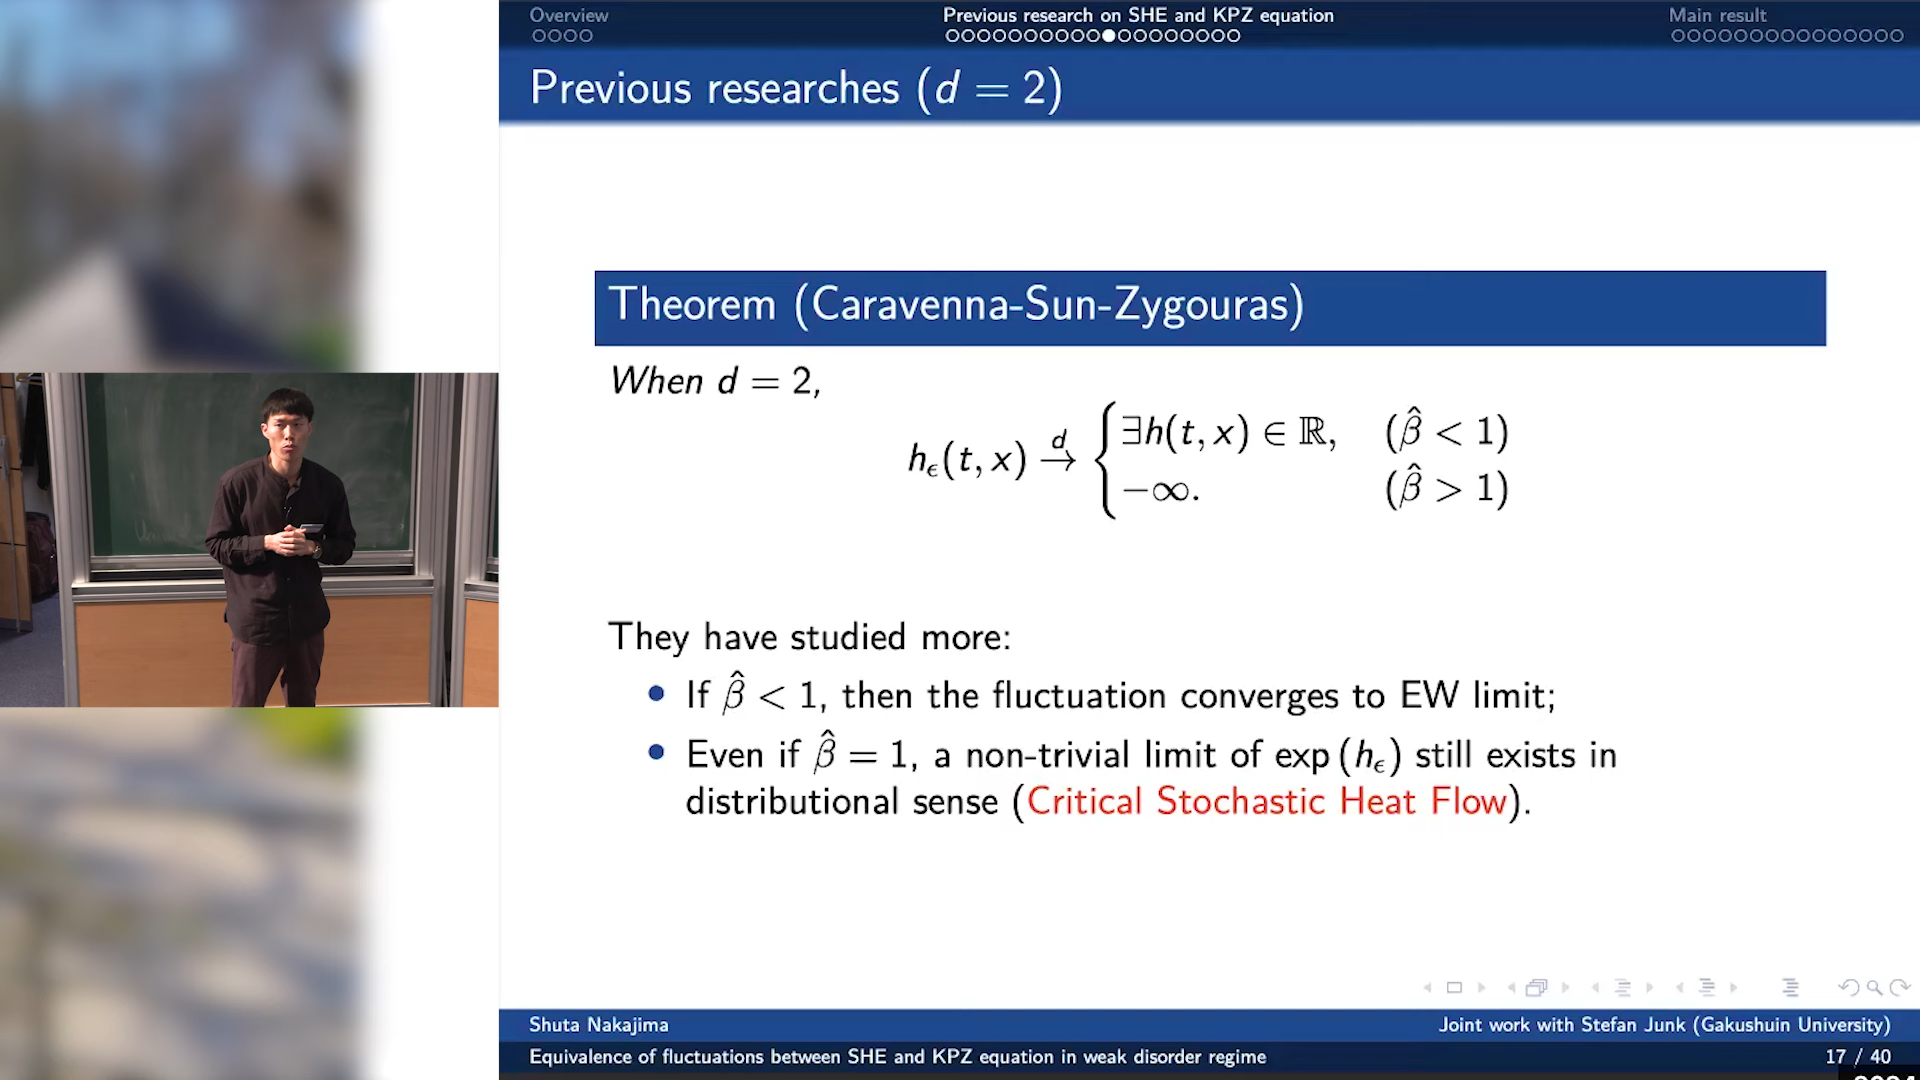 Overview
Previous research on SHE and KPZ equation
Main result
Previous researches (d = 2)
Theorem (Caravenna-Sun-Zygouras)
When d = 2,
h_ϵ(t, x) →^d { ∃h(t, x) ∈ ℝ, (β̂ < 1)
−∞. (β̂ > 1)
They have studied more:
• If β̂ < 1, then the fluctuation converges to EW limit;
• Even if β̂ = 1, a non-trivial limit of exp (h_ϵ) still exists in
distributional sense (Critical Stochastic Heat Flow).
Shuta Nakajima
Joint work with Stefan Junk (Gakushuin University)
Equivalence of fluctuations between SHE and KPZ equation in weak disorder regime
17 / 40